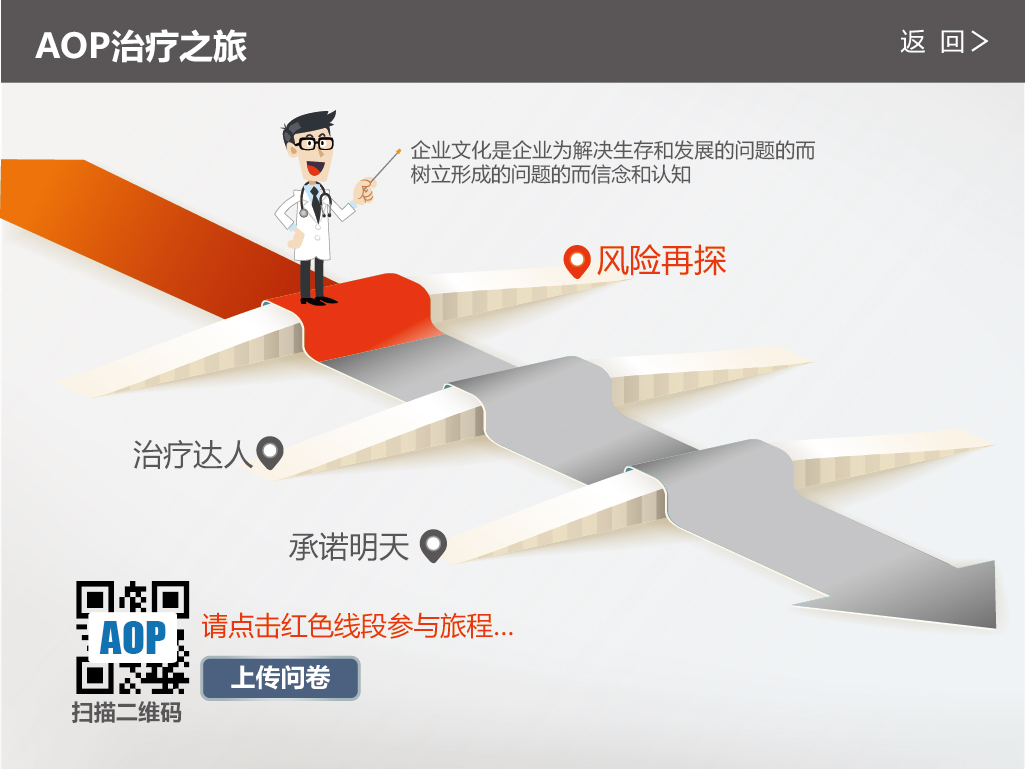 AOP治疗之旅
返 回
企业文化是企业为解决生存和发展的问题的而
树立形成的问题的而信念和认知
风险再探
治疗达人
承诺明天
AOP
请点击红色线段参与旅程...
上传问卷
扫描二维码